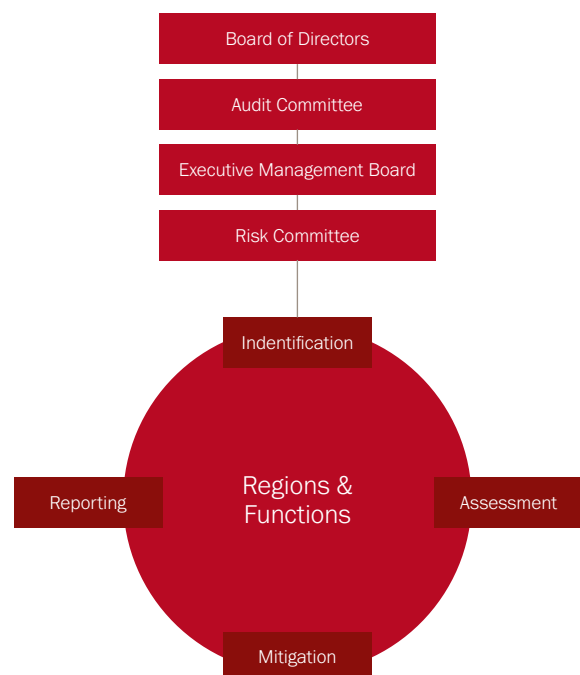 Board of Directors
Audit Committee
Executive Management Board
Risk Committee
Indentification
Regions &
Functions
Reporting
Assessment
Mitigation